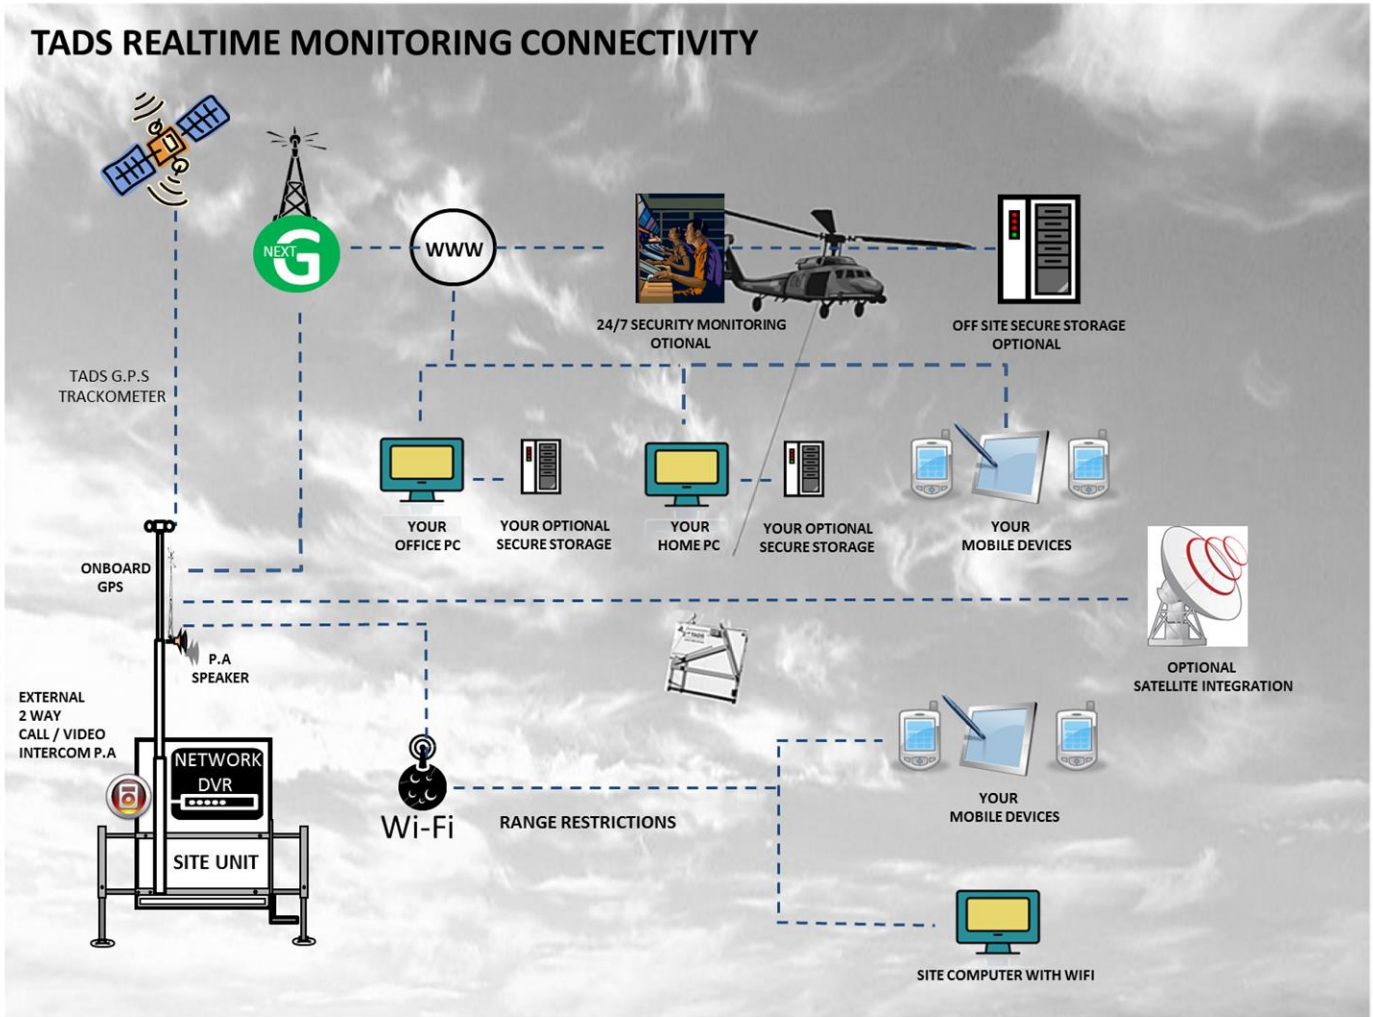 TADS REALTIME MONITORING CONNECTIVITY
NEXT G
WWW
24/7 SECURITY MONITORING
OTIONAL
OFF SITE SECURE STORAGE
OPTIONAL
TADS G.P.S
TRACKOMETER
YOUR
OFFICE PC
YOUR OPTIONAL
SECURE STORAGE
YOUR
HOME PC
YOUR OPTIONAL
SECURE STORAGE
YOUR
MOBILE DEVICES
ONBOARD
GPS
P.A
SPEAKER
OPTIONAL
SATELLITE INTEGRATION
EXTERNAL
2 WAY
CALL / VIDEO
INTERCOM P.A
NETWORK
DVR
SITE UNIT
Wi-Fi
RANGE RESTRICTIONS
YOUR
MOBILE DEVICES
SITE COMPUTER WITH WIFI